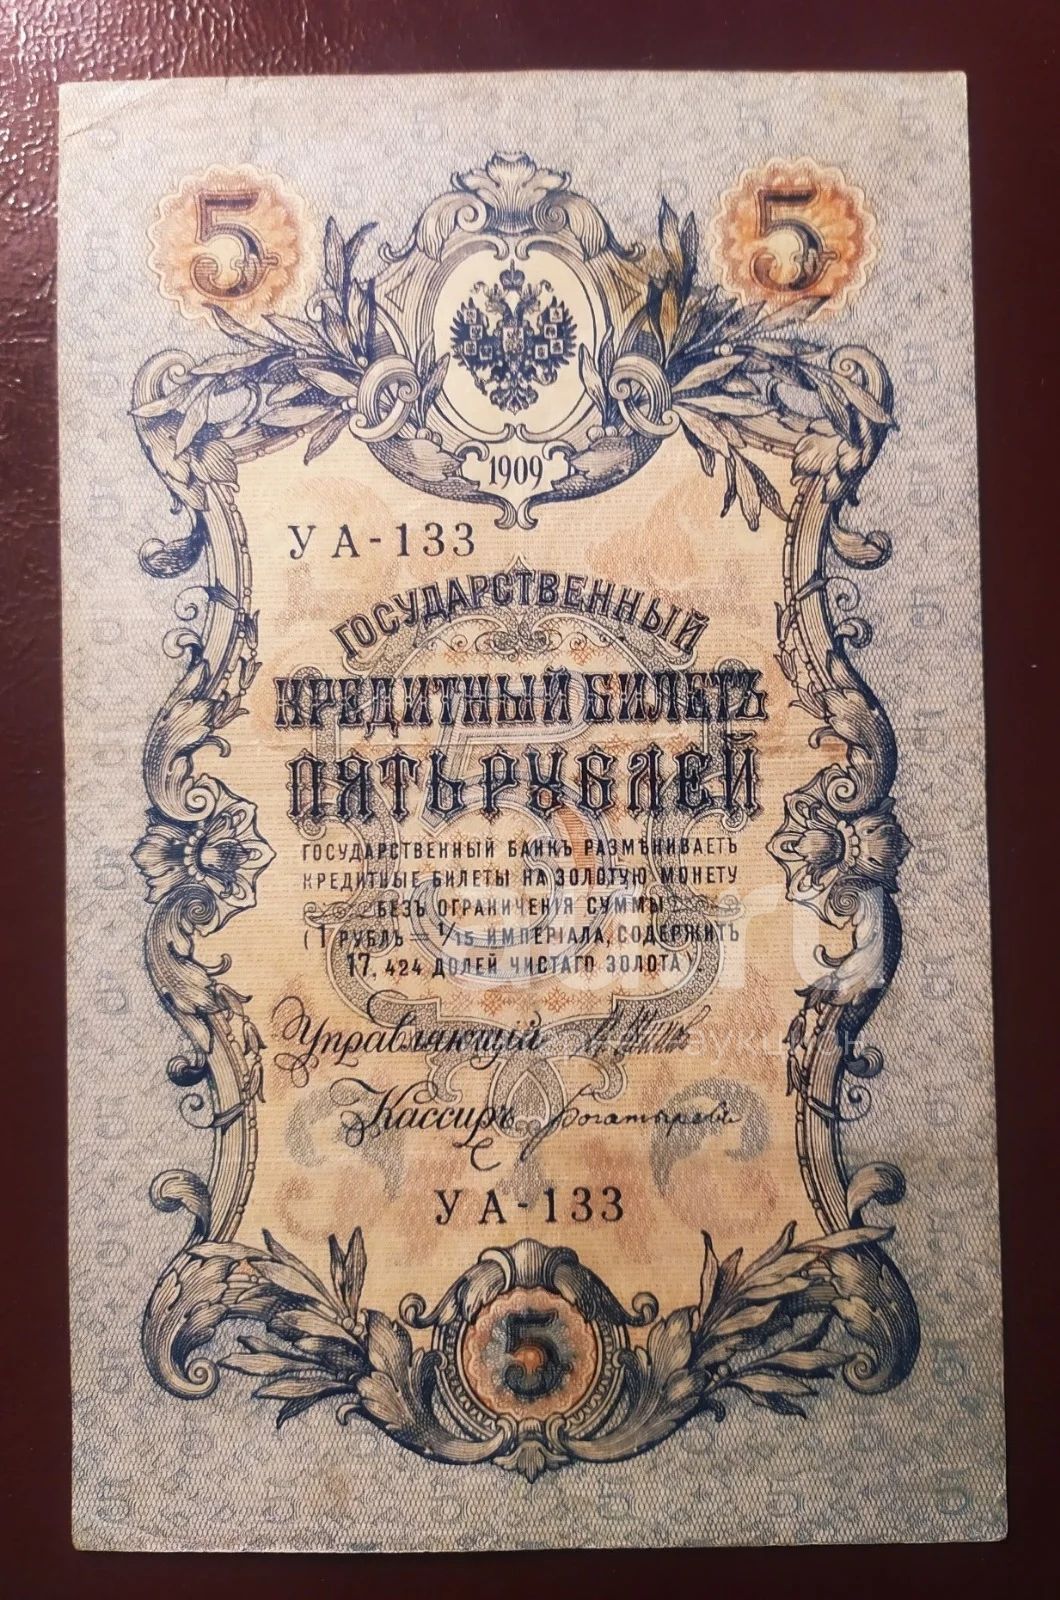 5 5
1909
УА-133
ГОСУДАРСТВЕННЫЙ
КРЕДИТНЫЙ БИЛЕТЪ
ПЯТЬ РУБЛЕЙ
ГОСУДАРСТВЕННЫЙ БАНКЪ РАЗМѢНИВАЕТЪ
КРЕДИТНЫЕ БИЛЕТЫ НА ЗОЛОТУЮ МОНЕТУ
БЕЗЪ ОГРАНИЧЕНІЯ СУММЫ
(1 РУБЛЬ = 1/15 ИМПЕРІАЛА, СОДЕРЖИТЪ
17,424 ДОЛЕЙ ЧИСТАГО ЗОЛОТА).
Управляющій
Кассиръ Богатыревъ
УА-133
5